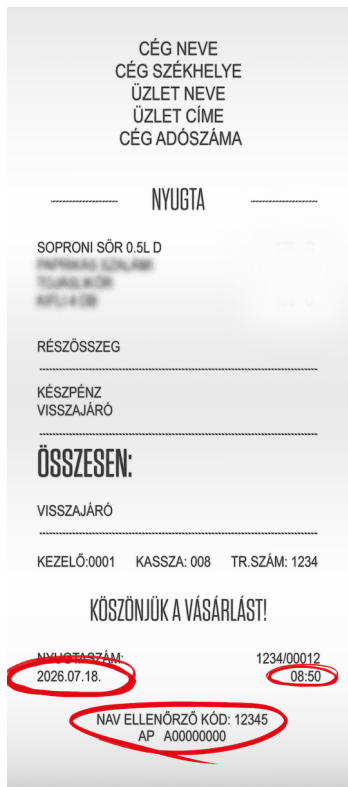 CÉG NEVE
CÉG SZÉKHELYE
ÜZLET NEVE
ÜZLET CÍME
CÉG ADÓSZÁMA
NYUGTA
SOPRONI SÖR 0.5L D
RÉSZÖSSZEG
KÉSZPÉNZ
VISSZAJÁRÓ
ÖSSZESEN:
VISSZAJÁRÓ
KEZELŐ:0001 KASSZA: 008 TR.SZÁM: 1234
KÖSZÖNJÜK A VÁSÁRLÁST!
NYUGTASZÁM: 1234/00012
2026.07.18. 08:50
NAV ELLENŐRZŐ KÓD: 12345
AP A00000000